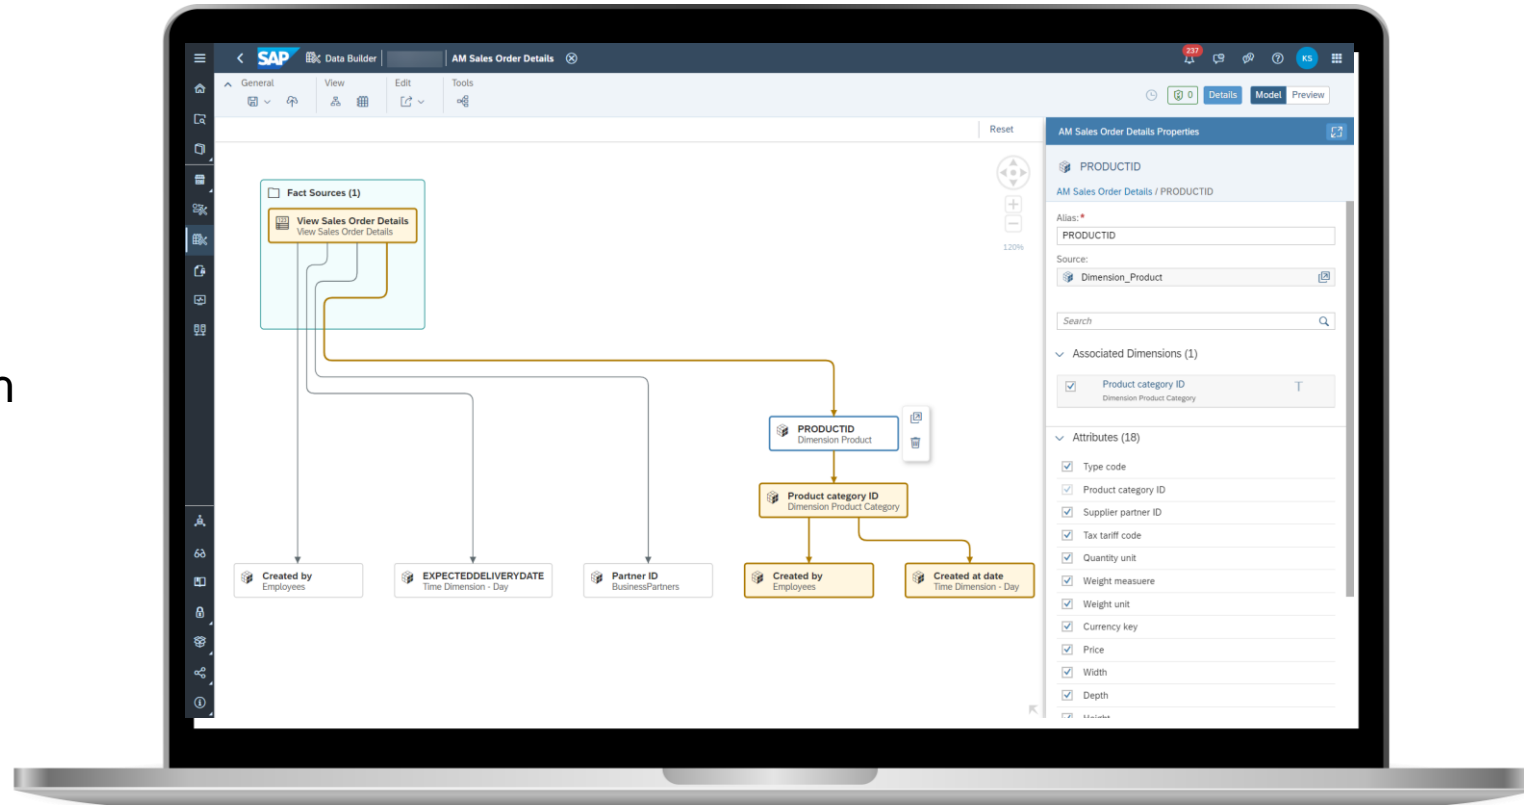 n
SAP Data Builder AM Sales Order Details 237 KS
General View Edit Tools
0 Details Model Preview
Reset
AM Sales Order Details Properties
PRODUCTID
AM Sales Order Details / PRODUCTID
Alias:*
PRODUCTID
Source:
Dimension_Product
Search
Associated Dimensions (1)
Product category ID
Dimension Product Category
Attributes (18)
Type code
Product category ID
Supplier partner ID
Tax tariff code
Quantity unit
Weight measuere
Weight unit
Currency key
Price
Width
Depth
Height
120%
Fact Sources (1)
View Sales Order Details
View Sales Order Details
PRODUCTID
Dimension Product
Product category ID
Dimension Product Category
Created by
Employees
EXPECTEDDELIVERYDATE
Time Dimension - Day
Partner ID
BusinessPartners
Created by
Employees
Created at date
Time Dimension - Day